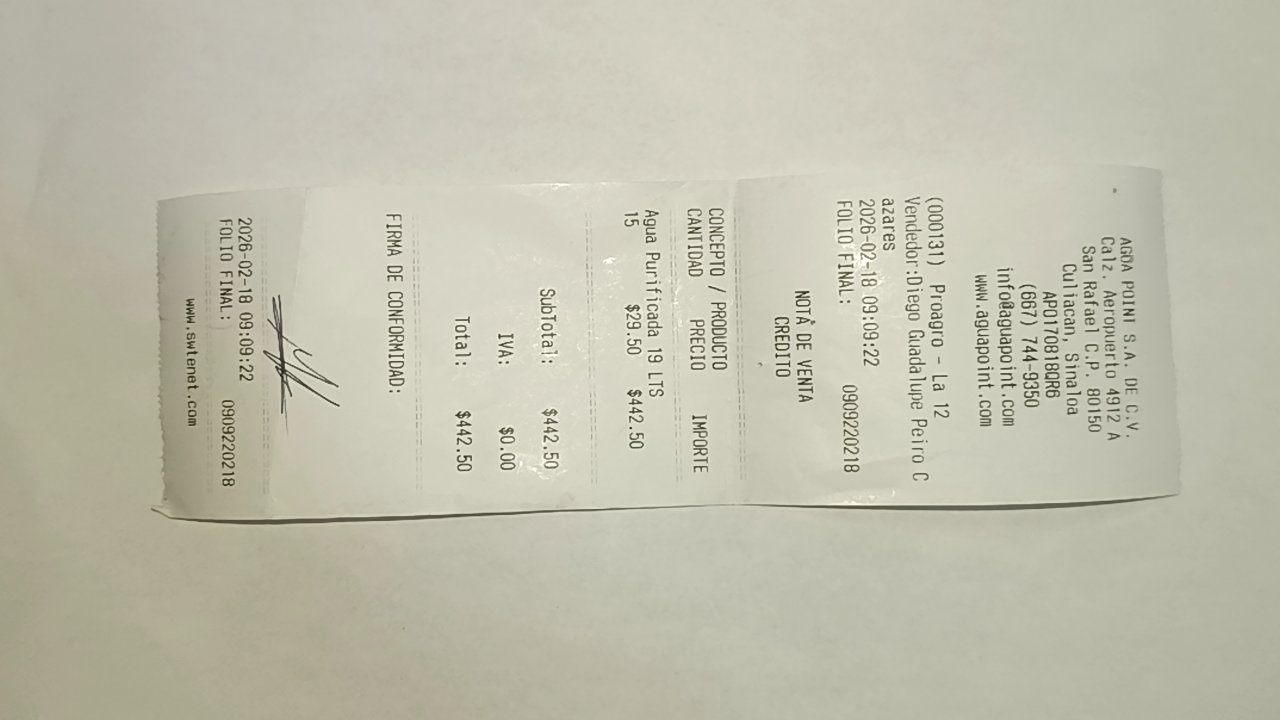 AGUA POINT S.A. DE C.V.
Calz. Aeropuerto 4912 A
San Rafael C.P. 80150
Culiacan, Sinaloa
APO170818QR6
(667) 744-9350
info@aguapoint.com
www.aguapoint.com
(000131) Proagro - La 12
Vendedor:Diego Guadalupe Peiro C
azares
2026-02-18 09:09:22
FOLIO FINAL: 0909220218
NOTA DE VENTA
CREDITO
CONCEPTO / PRODUCTO
CANTIDAD PRECIO IMPORTE
Agua Purificada 19 LTS
15 $29.50 $442.50
SubTotal: $442.50
IVA: $0.00
Total: $442.50
FIRMA DE CONFORMIDAD:
2026-02-18 09:09:22
FOLIO FINAL: 0909220218
www.swtenet.com